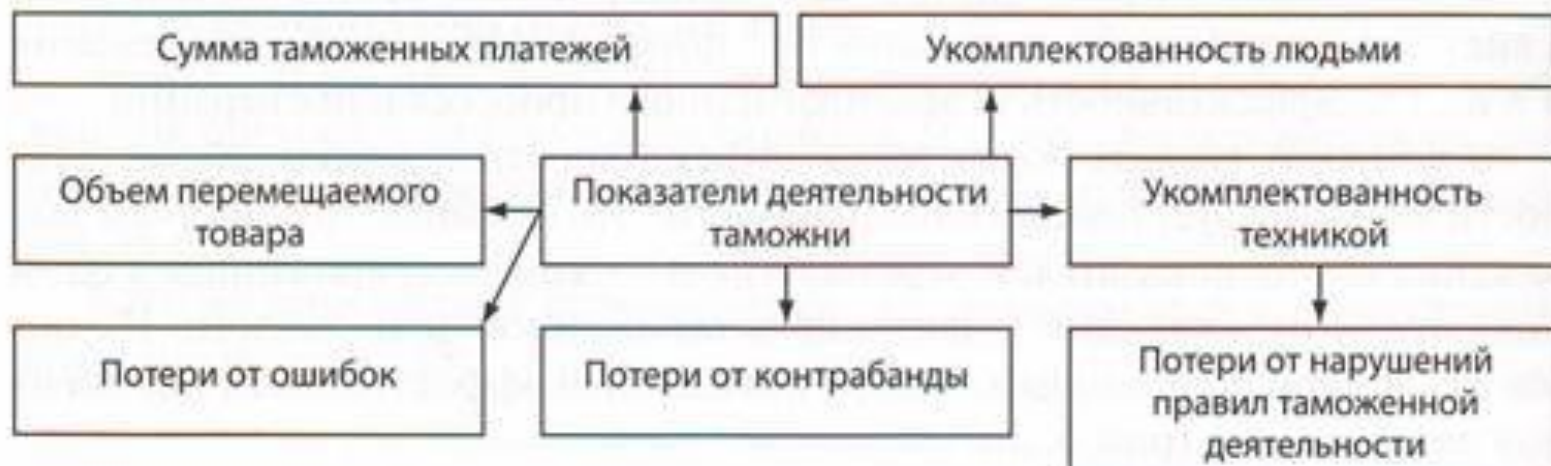 Сумма таможенных платежей
Укомплектованность людьми
Объем перемещаемого
товара
Показатели деятельности
таможни
Укомплектованность
техникой
Потери от ошибок
Потери от контрабанды
Потери от нарушений
правил таможенной
деятельности